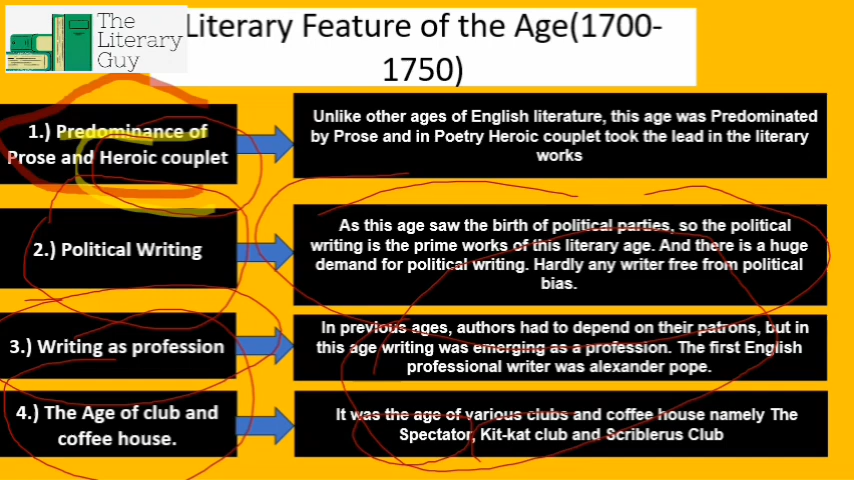 The
Literary
Guy
Literary Feature of the Age(1700-
1750)
1.) Predominance of
Prose and Heroic couplet
Unlike other ages of English literature, this age was Predominated
by Prose and in Poetry Heroic couplet took the lead in the literary
works
2.) Political Writing
As this age saw the birth of political parties, so the political
writing is the prime works of this literary age. And there is a huge
demand for political writing. Hardly any writer free from political
bias.
3.) Writing as profession
In previous ages, authors had to depend on their patrons, but in
this age writing was emerging as a profession. The first English
professional writer was alexander pope.
4.) The Age of club and
coffee house.
It was the age of various clubs and coffee house namely The
Spectator, Kit-kat club and Scriblerus Club